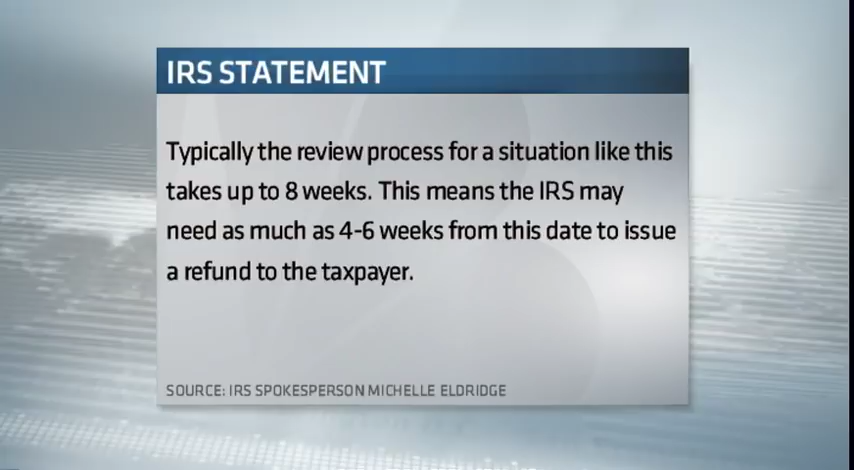 IRS STATEMENT
Typically the review process for a situation like this
takes up to 8 weeks. This means the IRS may
need as much as 4-6 weeks from this date to issue
a refund to the taxpayer.
SOURCE: IRS SPOKESPERSON MICHELLE ELDRIDGE